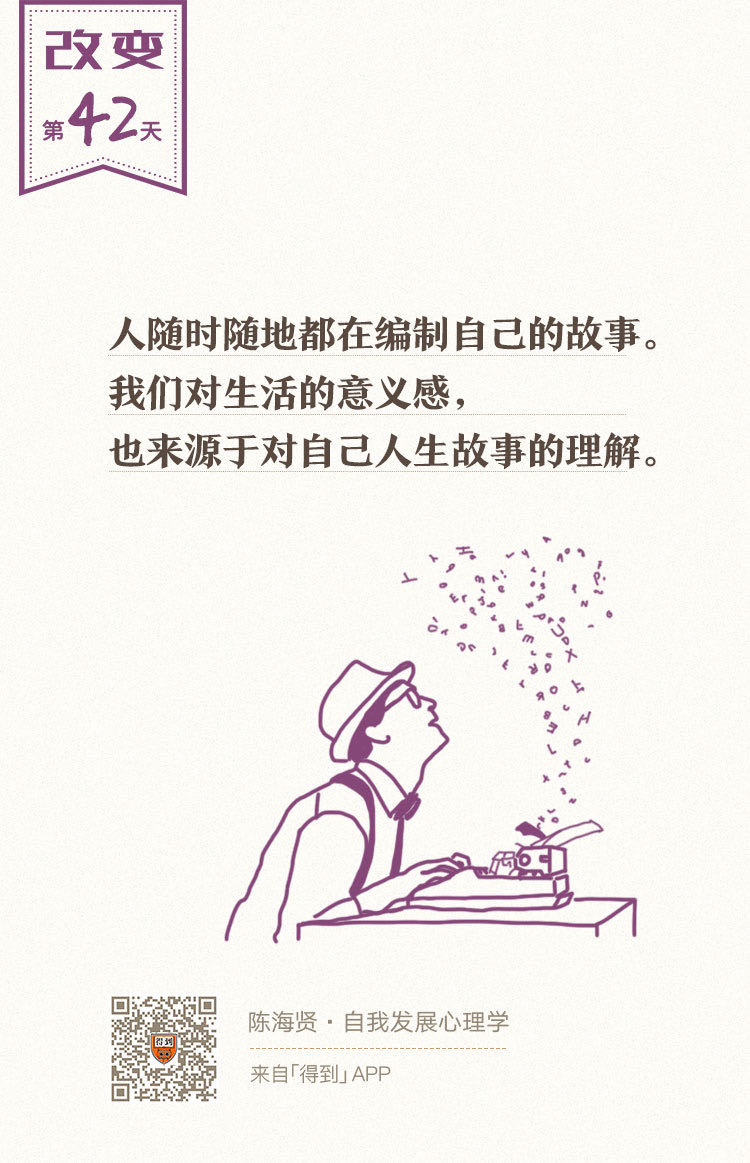 改变
第42天
人随时随地都在编制自己的故事。
我们对生活的意义感，
也来源于对自己人生故事的理解。
得到
陈海贤·自我发展心理学
来自「得到」APP